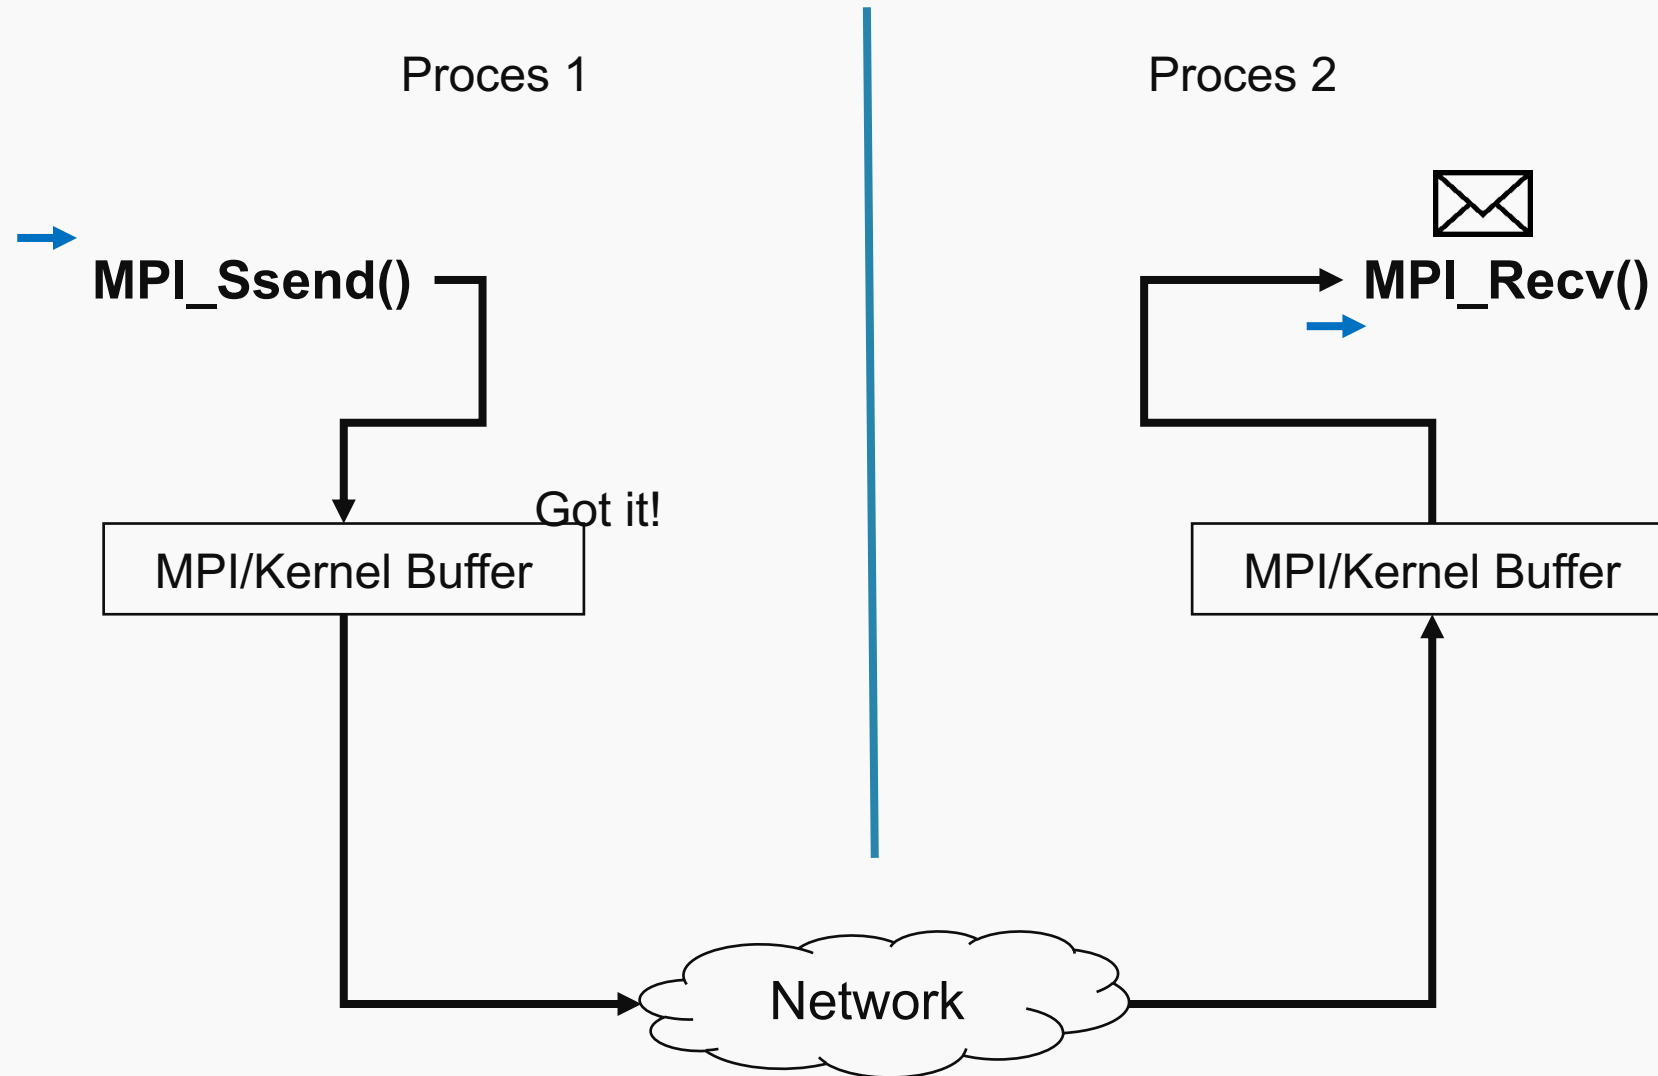 Proces 1
Proces 2
MPI_Ssend()
MPI_Recv()
Got it!
MPI/Kernel Buffer
MPI/Kernel Buffer
Network